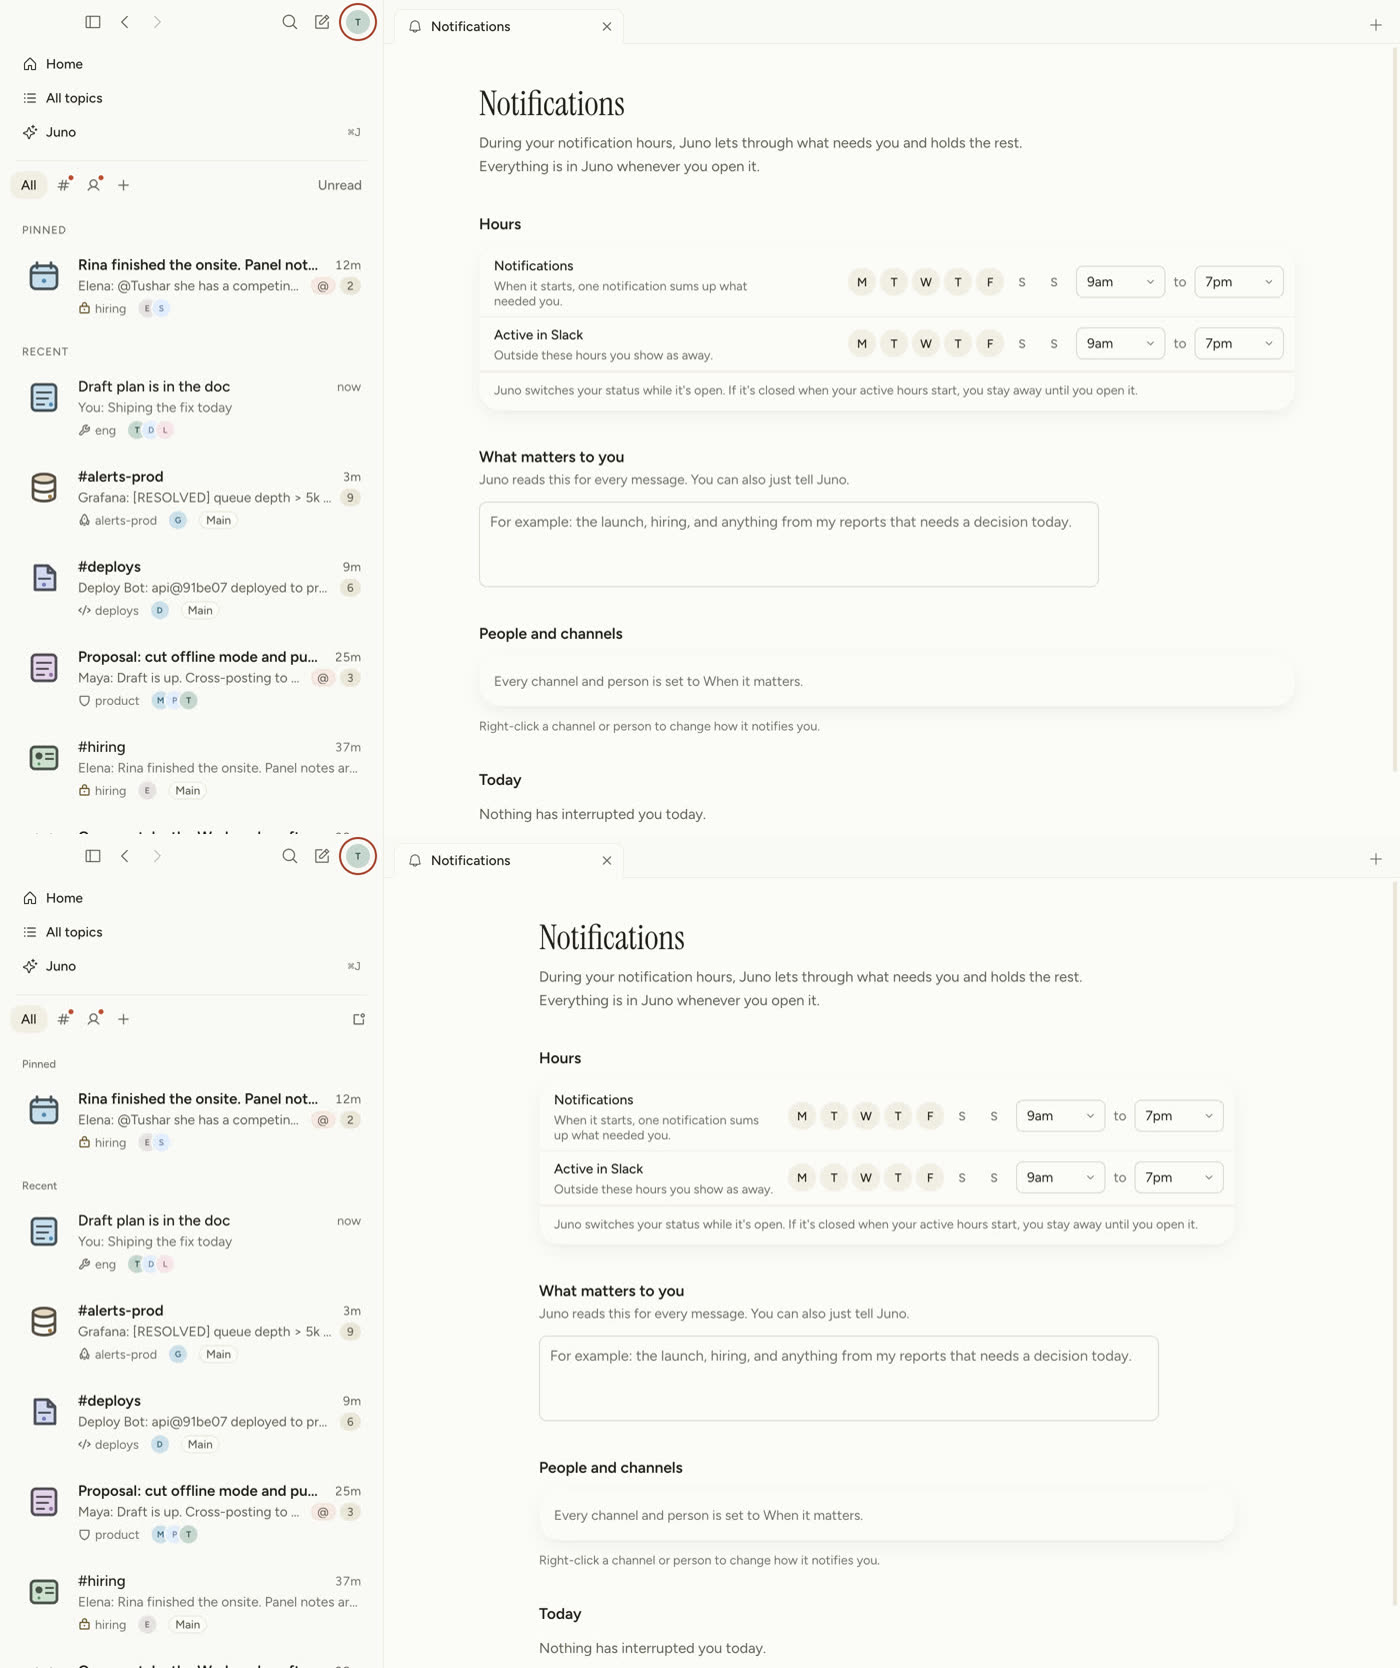 T
Notifications
Home
All topics
Juno
⌘J
All
Unread
PINNED
Rina finished the onsite. Panel not... 12m
Elena: @Tushar she has a competin... @ 2
hiring E S
RECENT
Draft plan is in the doc now
You: Shiping the fix today
eng T D L
#alerts-prod 3m
Grafana: [RESOLVED] queue depth > 5k ... 9
alerts-prod G Main
#deploys 9m
Deploy Bot: api@91be07 deployed to pr... 6
deploys D Main
Proposal: cut offline mode and pu... 25m
Maya: Draft is up. Cross-posting to ... @ 3
product M P T
#hiring 37m
Elena: Rina finished the onsite. Panel notes ar...
hiring E Main
Notifications
During your notification hours, Juno lets through what needs you and holds the rest.
Everything is in Juno whenever you open it.
Hours
Notifications
When it starts, one notification sums up what
needed you.
M T W T F S S 9am to 7pm
Active in Slack
Outside these hours you show as away.
M T W T F S S 9am to 7pm
Juno switches your status while it's open. If it's closed when your active hours start, you stay away until you open it.
What matters to you
Juno reads this for every message. You can also just tell Juno.
For example: the launch, hiring, and anything from my reports that needs a decision today.
People and channels
Every channel and person is set to When it matters.
Right-click a channel or person to change how it notifies you.
Today
Nothing has interrupted you today.
T
Notifications
Home
All topics
Juno
⌘J
All
Pinned
Rina finished the onsite. Panel not... 12m
Elena: @Tushar she has a competin... @ 2
hiring E S
Recent
Draft plan is in the doc now
You: Shiping the fix today
eng T D L
#alerts-prod 3m
Grafana: [RESOLVED] queue depth > 5k ... 9
alerts-prod G Main
#deploys 9m
Deploy Bot: api@91be07 deployed to pr... 6
deploys D Main
Proposal: cut offline mode and pu... 25m
Maya: Draft is up. Cross-posting to ... @ 3
product M P T
#hiring 37m
Elena: Rina finished the onsite. Panel notes ar...
hiring E Main
Notifications
During your notification hours, Juno lets through what needs you and holds the rest.
Everything is in Juno whenever you open it.
Hours
Notifications
When it starts, one notification sums
up what needed you.
M T W T F S S 9am to 7pm
Active in Slack
Outside these hours you show as away.
M T W T F S S 9am to 7pm
Juno switches your status while it's open. If it's closed when your active hours start, you stay away until you open it.
What matters to you
Juno reads this for every message. You can also just tell Juno.
For example: the launch, hiring, and anything from my reports that needs a decision today.
People and channels
Every channel and person is set to When it matters.
Right-click a channel or person to change how it notifies you.
Today
Nothing has interrupted you today.